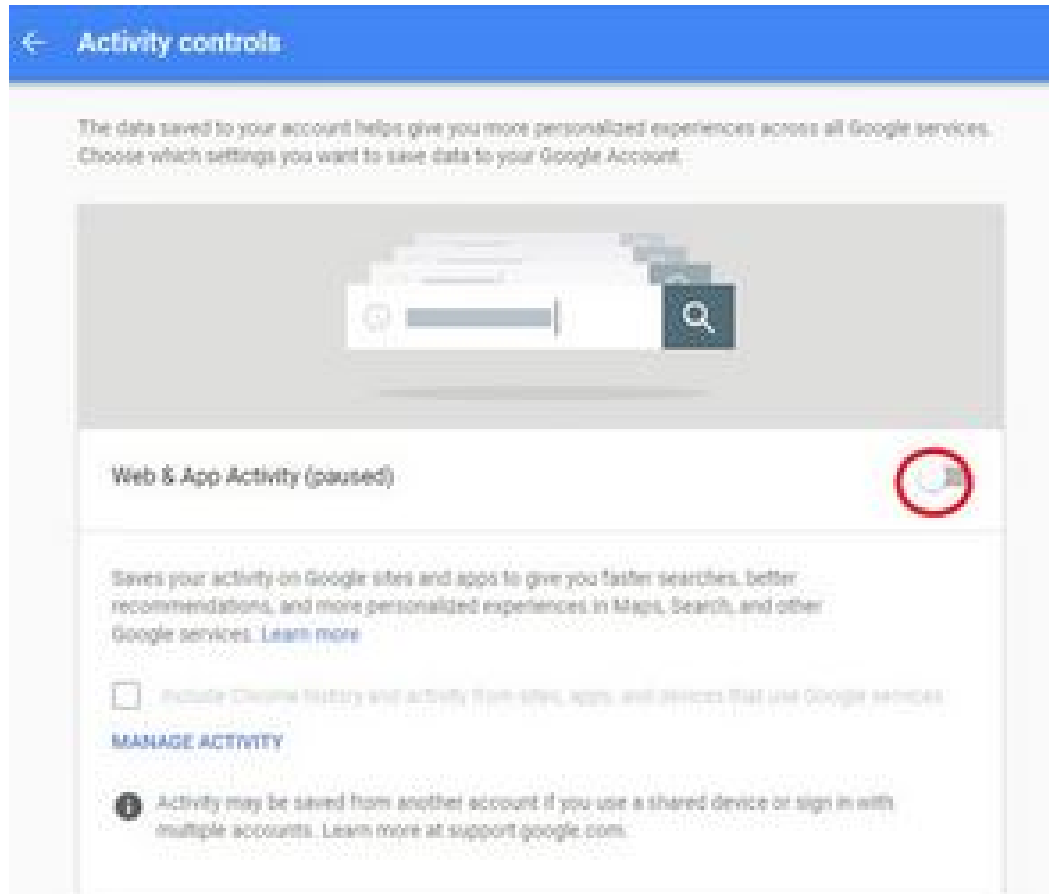 Activity controls
The data saved to your account helps give you more personalized experiences across all Google services.
Choose which settings you want to save data to your Google Account.
Web & App Activity (paused)
Saves your activity on Google sites and apps to give you faster searches, better
recommendations, and more personalized experiences in Maps, Search, and other
Google services. Learn more
Include Chrome history and activity from sites, apps, and devices that use Google services
MANAGE ACTIVITY
Activity may be saved from another account if you use a shared device or sign in with
multiple accounts. Learn more at support.google.com.